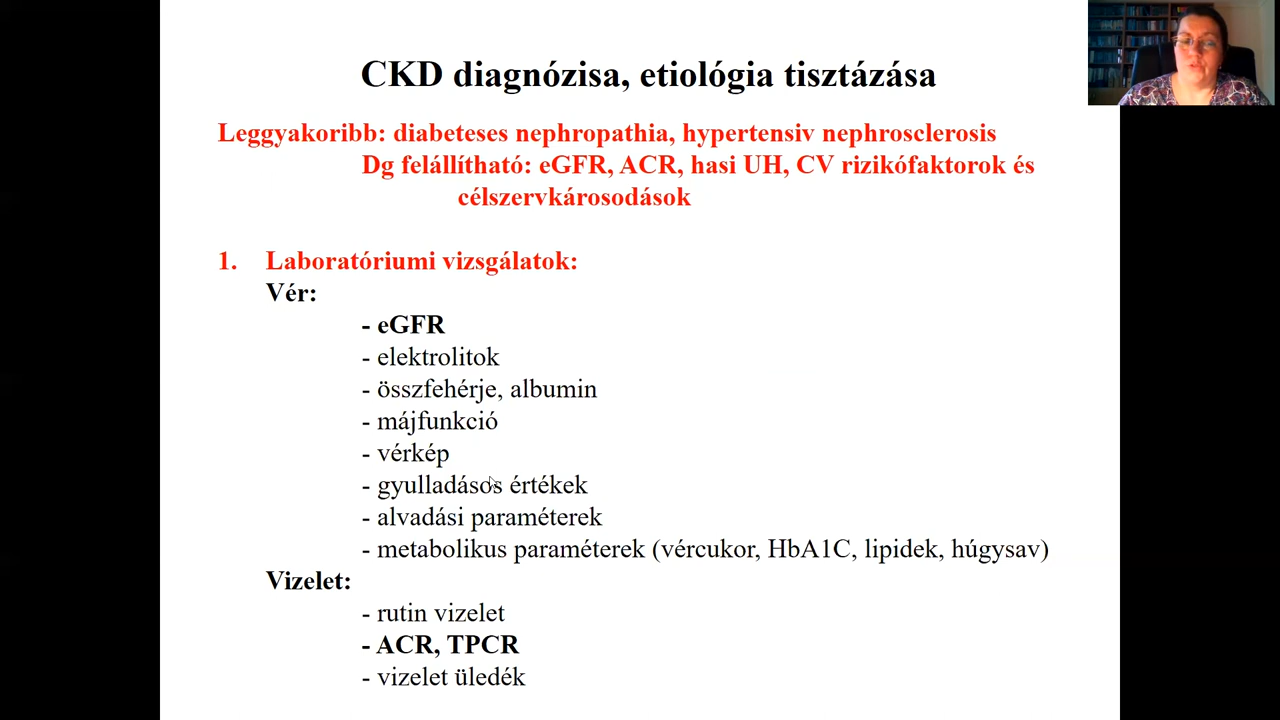 CKD diagnózisa, etiológia tisztázása
Leggyakoribb: diabeteses nephropathia, hypertensiv nephrosclerosis
Dg felállítható: eGFR, ACR, hasi UH, CV rizikófaktorok és
célszervkárosodások
1. Laboratóriumi vizsgálatok:
Vér:
- eGFR
- elektrolitok
- összfehérje, albumin
- májfunkció
- vérkép
- gyulladásos értékek
- alvadási paraméterek
- metabolikus paraméterek (vércukor, HbA1C, lipidek, húgysav)
Vizelet:
- rutin vizelet
- ACR, TPCR
- vizelet üledék